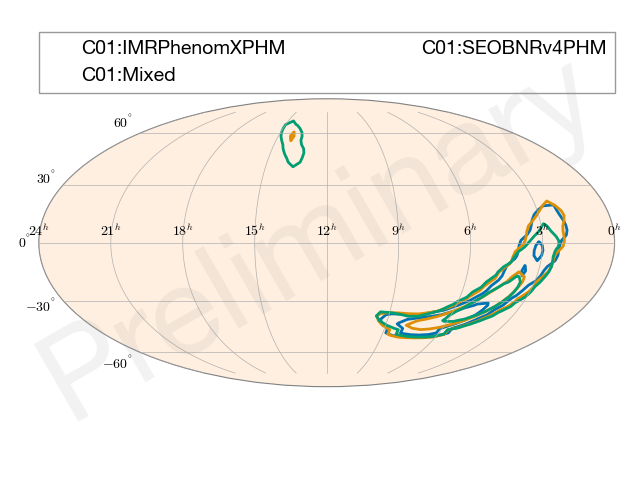 C01:IMRPhenomXPHM C01:SEOBNRv4PHM
C01:Mixed
60°
30°
0° 24h 21h 18h 15h 12h 9h 6h 3h 0h
−30°
−60°
Preliminary